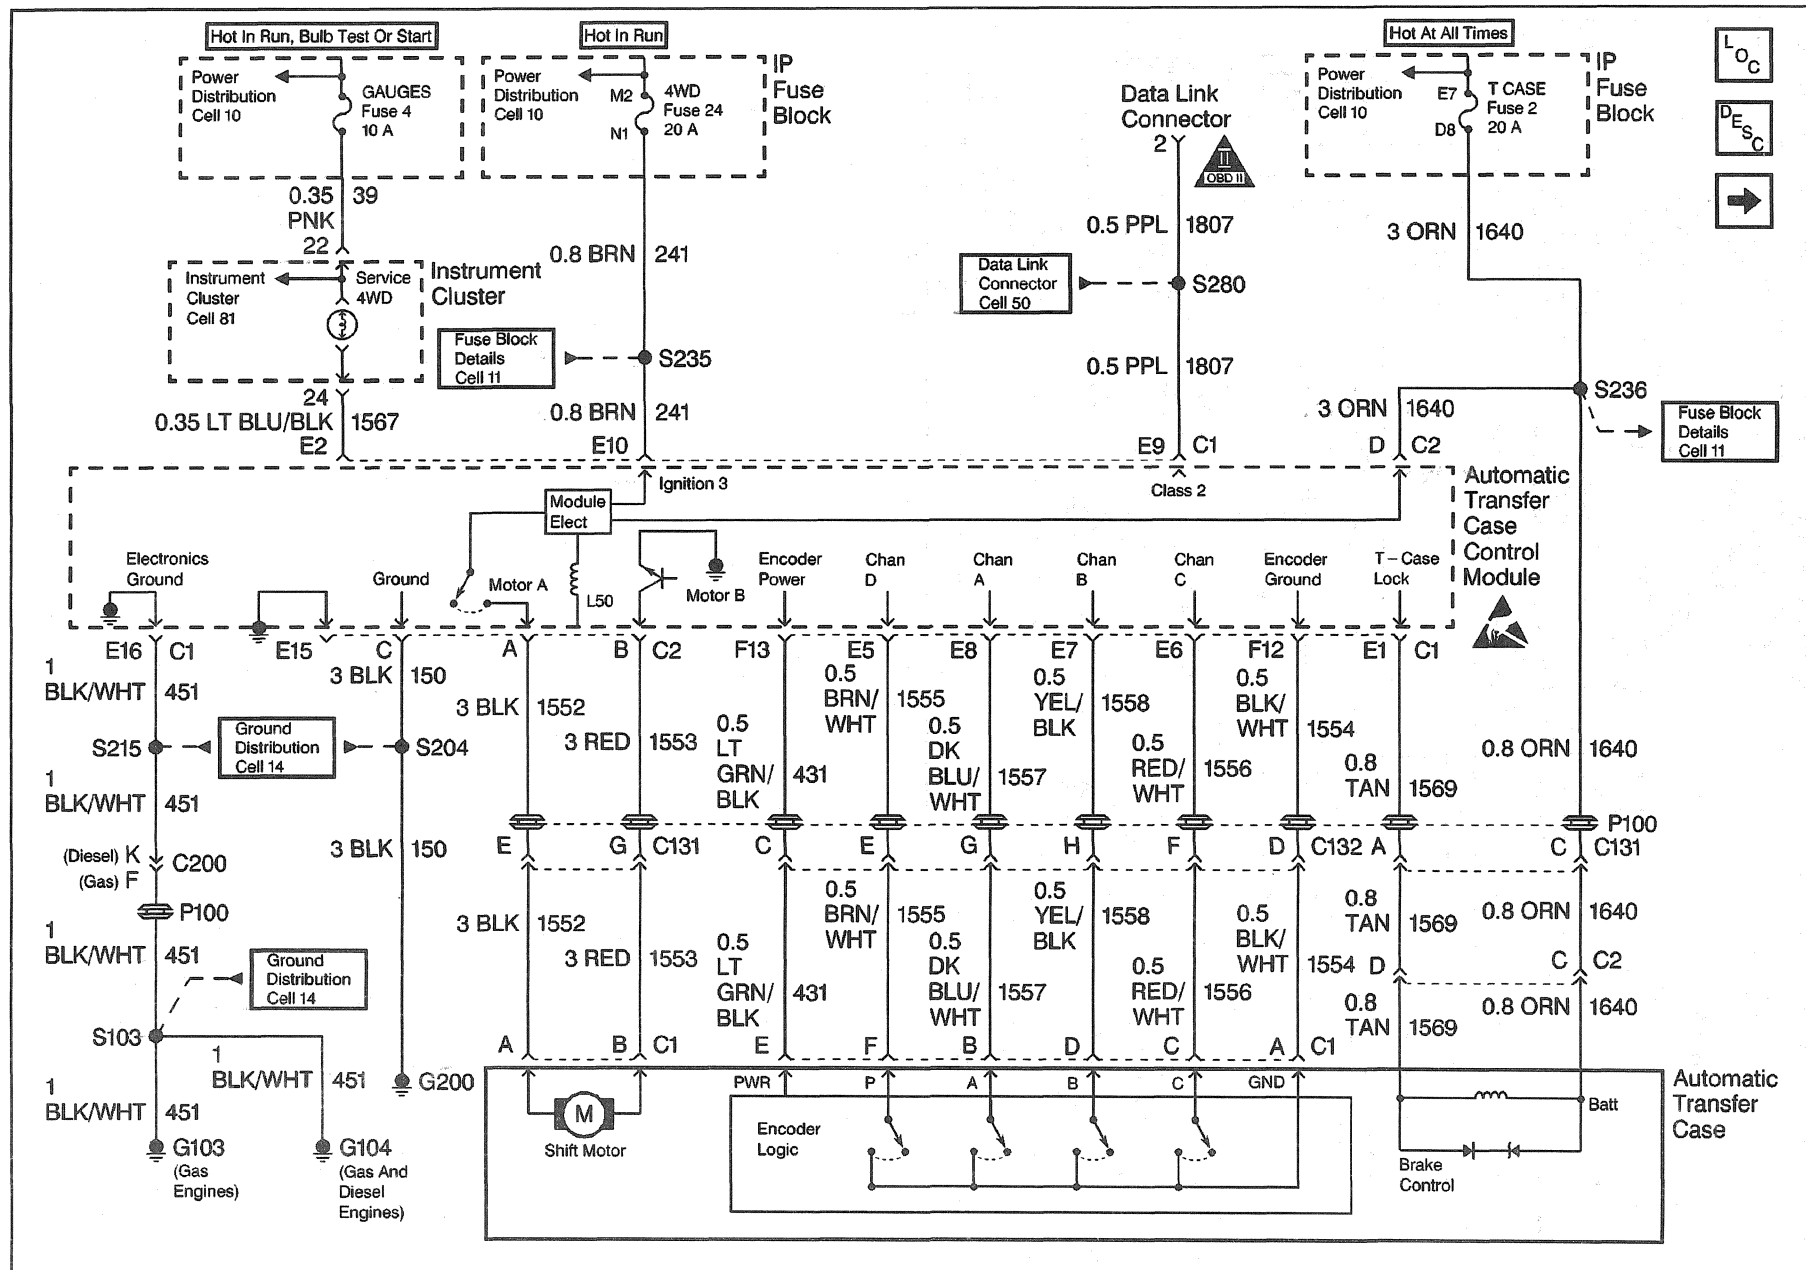 Hot In Run, Bulb Test Or Start
Hot In Run
Hot At All Times
L
O
C
Power
Distribution
Cell 10
GAUGES
Fuse 4
10 A
Power
Distribution
Cell 10
M2
N1
4WD
Fuse 24
20 A
IP
Fuse
Block
Data Link
Connector
2
II
OBD II
Power
Distribution
Cell 10
E7
D8
T CASE
Fuse 2
20 A
IP
Fuse
Block
D
E
S
C
0.35
PNK
39
22
0.8 BRN
241
0.5 PPL
1807
3 ORN
1640
Instrument
Cluster
Cell 81
Service
4WD
Instrument
Cluster
Data Link
Connector
Cell 50
S280
Fuse Block
Details
Cell 11
S235
0.5 PPL
1807
S236
24
0.35 LT BLU/BLK
1567
0.8 BRN
241
3 ORN
1640
Fuse Block
Details
Cell 11
E2
E10
E9
C1
D
C2
Ignition 3
Class 2
Automatic
Transfer
Case
Control
Module
Module
Elect
Electronics
Ground
Ground
Motor A
L50
Motor B
Encoder
Power
Chan
D
Chan
A
Chan
B
Chan
C
Encoder
Ground
T-Case
Lock
E16
C1
E15
C
A
B
C2
F13
E5
E8
E7
E6
F12
E1
C1
1
BLK/WHT
451
3 BLK
150
3 BLK
1552
3 RED
1553
0.5
LT
GRN/
BLK
431
0.5
BRN/
WHT
1555
0.5
DK
BLU/
WHT
1557
0.5
YEL/
BLK
1558
0.5
RED/
WHT
1556
0.5
BLK/
WHT
1554
0.8
TAN
1569
0.8 ORN
1640
S215
Ground
Distribution
Cell 14
S204
1
BLK/WHT
451
P100
(Diesel) K
(Gas) F
C200
3 BLK
150
E
G
C131
C
E
G
H
F
D
C132
A
C
C131
P100
1
BLK/WHT
451
3 BLK
1552
3 RED
1553
0.5
LT
GRN/
BLK
431
0.5
BRN/
WHT
1555
0.5
DK
BLU/
WHT
1557
0.5
YEL/
BLK
1558
0.5
RED/
WHT
1556
0.5
BLK/
WHT
1554
0.8
TAN
1569
0.8 ORN
1640
Ground
Distribution
Cell 14
D
C
C2
0.8
TAN
1569
0.8 ORN
1640
S103
1
BLK/WHT
451
A
B
C1
E
F
B
D
C
A
C1
1
BLK/WHT
451
G200
PWR
P
A
B
C
GND
Automatic
Transfer
Case
Batt
M
Shift Motor
Encoder
Logic
G103
(Gas
Engines)
G104
(Gas And
Diesel
Engines)
Brake
Control